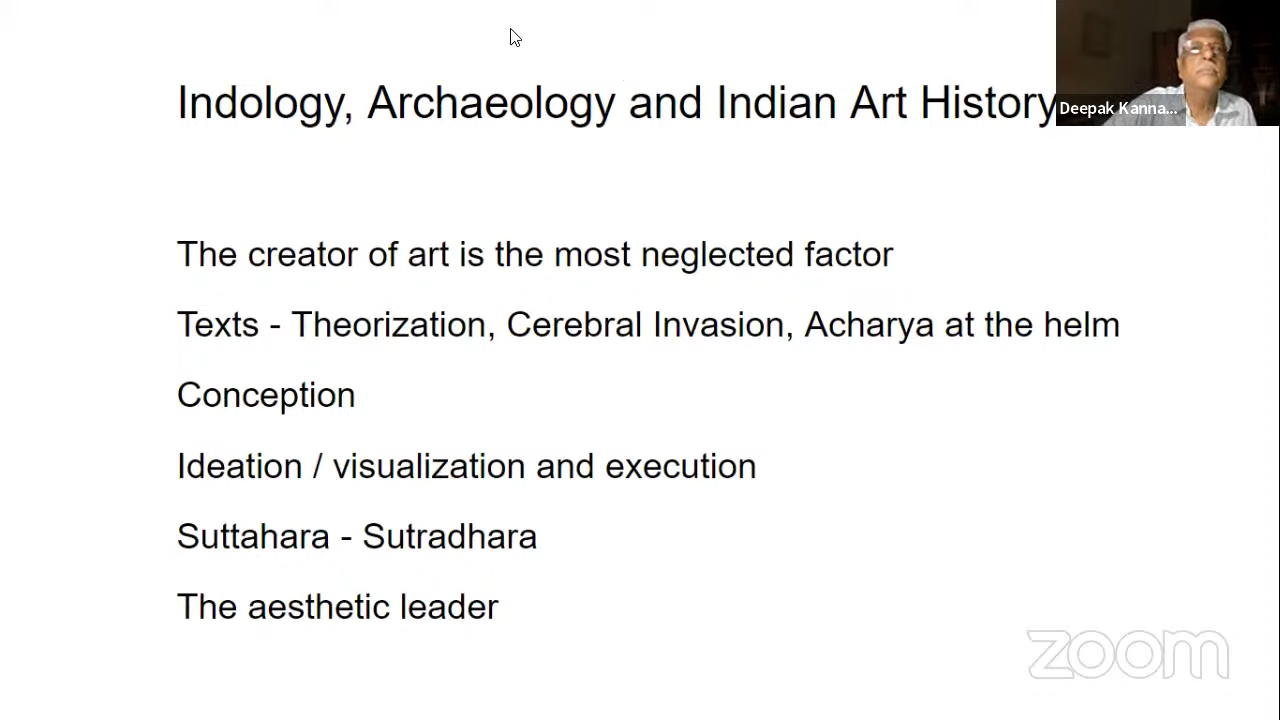 Indology, Archaeology and Indian Art History
Deepak Kanna...
The creator of art is the most neglected factor
Texts - Theorization, Cerebral Invasion, Acharya at the helm
Conception
Ideation / visualization and execution
Suttahara - Sutradhara
The aesthetic leader
zoom